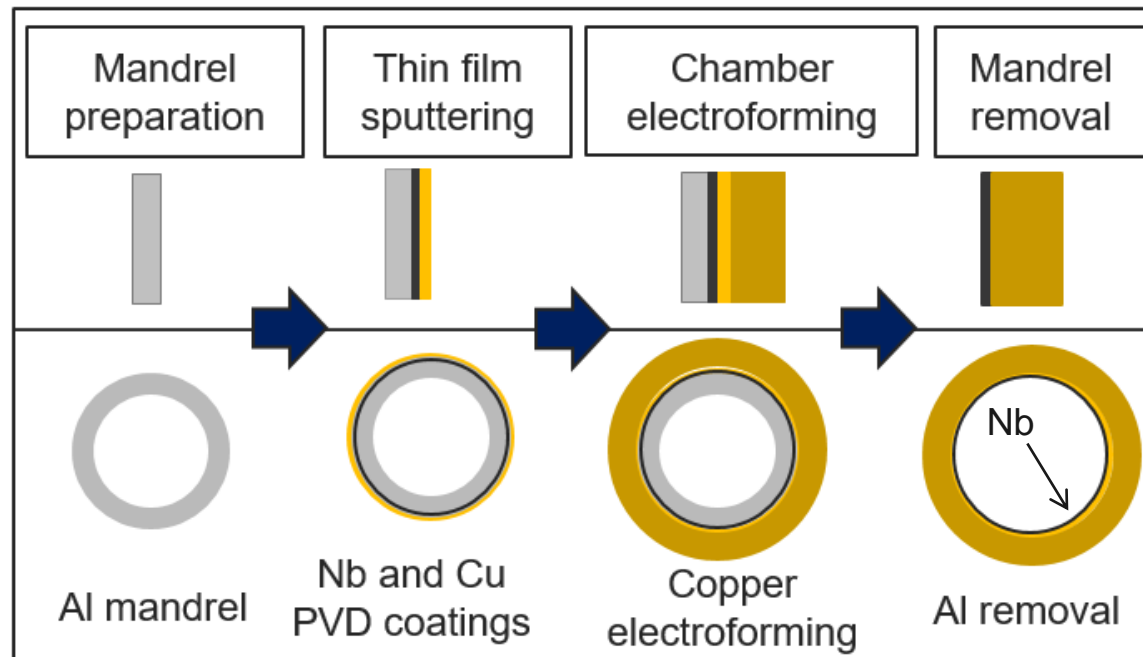 Mandrel
preparation
Thin film
sputtering
Chamber
electroforming
Mandrel
removal
Nb
Al mandrel
Nb and Cu
PVD coatings
Copper
electroforming
Al removal